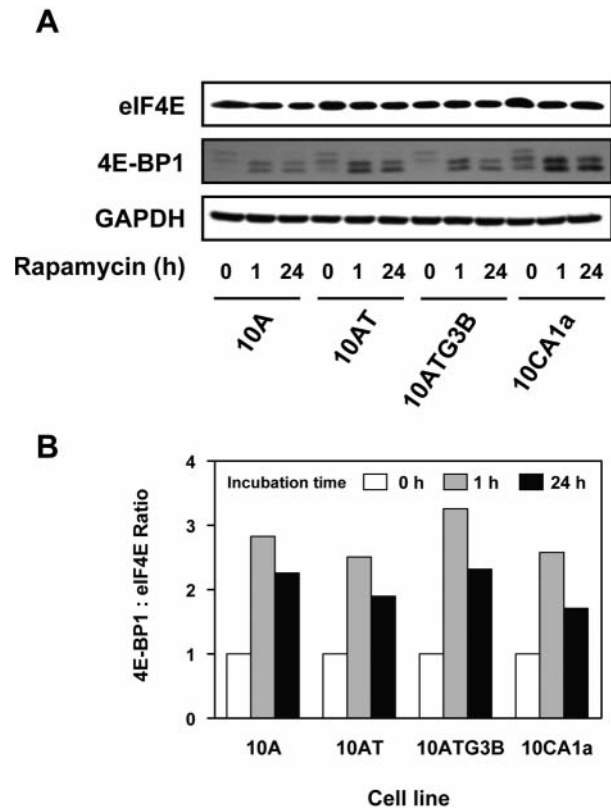 A
eIF4E
4E-BP1
GAPDH
Rapamycin (h) 0 1 24 0 1 24 0 1 24 0 1 24
10A 10AT 10ATG3B 10CA1a
B
4
3
2
1
0
4E-BP1 : eIF4E Ratio
Incubation time 0 h 1 h 24 h
10A 10AT 10ATG3B 10CA1a
Cell line